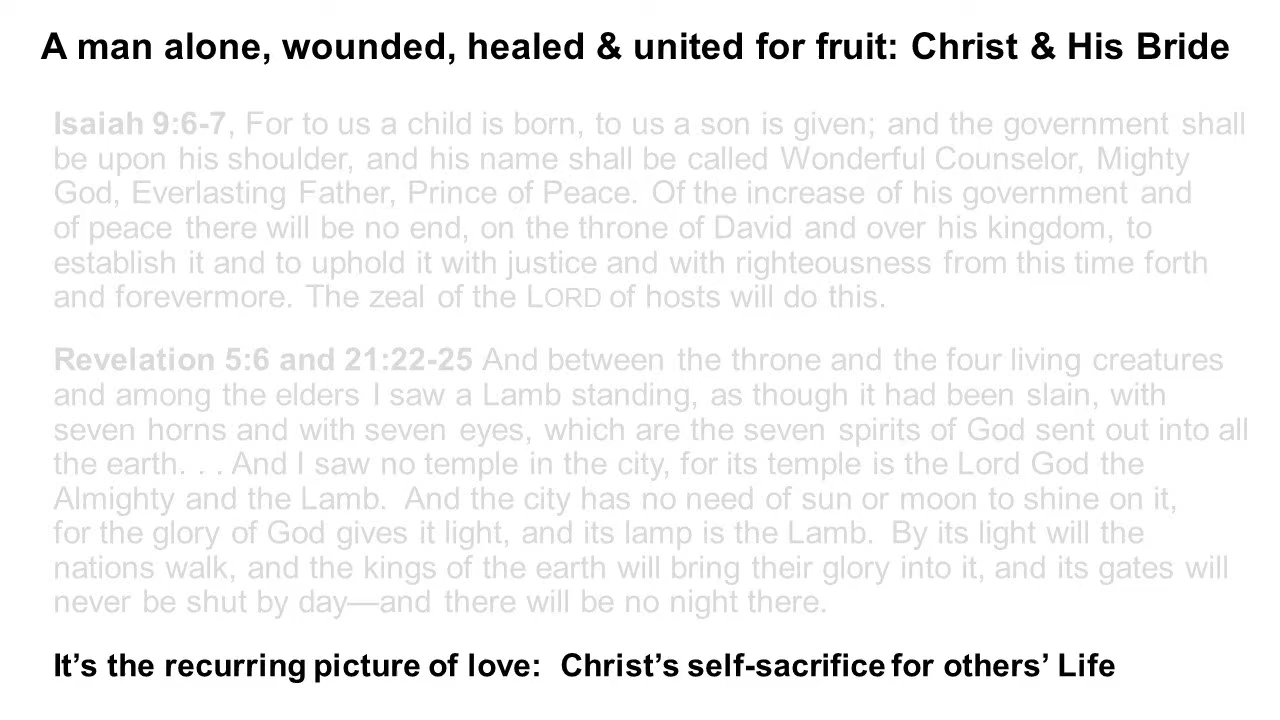 A man alone, wounded, healed & united for fruit: Christ & His Bride
Isaiah 9:6-7, For to us a child is born, to us a son is given; and the government shall
be upon his shoulder, and his name shall be called Wonderful Counselor, Mighty
God, Everlasting Father, Prince of Peace. Of the increase of his government and
of peace there will be no end, on the throne of David and over his kingdom, to
establish it and to uphold it with justice and with righteousness from this time forth
and forevermore. The zeal of the LORD of hosts will do this.
Revelation 5:6 and 21:22-25 And between the throne and the four living creatures
and among the elders I saw a Lamb standing, as though it had been slain, with
seven horns and with seven eyes, which are the seven spirits of God sent out into all
the earth. . . And I saw no temple in the city, for its temple is the Lord God the
Almighty and the Lamb.  And the city has no need of sun or moon to shine on it,
for the glory of God gives it light, and its lamp is the Lamb.  By its light will the
nations walk, and the kings of the earth will bring their glory into it, and its gates will
never be shut by day—and there will be no night there.
It’s the recurring picture of love:  Christ’s self-sacrifice for others’ Life